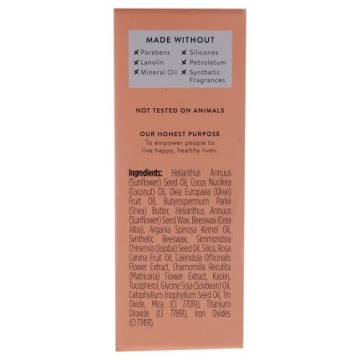 MADE WITHOUT
✗ Parabens ✗ Silicones
✗ Lanolin ✗ Petrolatum
✗ Mineral Oil ✗ Synthetic
Fragrances
NOT TESTED ON ANIMALS
OUR HONEST PURPOSE
To empower people to
live happy, healthy lives.
Ingredients: Helianthus Annuus
(Sunflower) Seed Oil, Cocos Nucifera
(Coconut) Oil, Olea Europaea (Olive)
Fruit Oil, Butyrospermum Parkii
(Shea) Butter, Helianthus Annuus
(Sunflower) Seed Wax, Beeswax (Cera
Alba), Argania Spinosa Kernel Oil,
Synthetic Beeswax, Simmondsia
Chinensis (Jojoba) Seed Oil, Silica, Rosa
Canina Fruit Oil, Calendula Officinalis
Flower Extract, Chamomilla Recutita
(Matricaria) Flower Extract, Kaolin,
Tocopherol, Glycine Soja (Soybean) Oil,
Calophyllum Inophyllum Seed Oil, Tin
Oxide, Mica (CI 77019), Titanium
Dioxide (CI 77891), Iron Oxides
(CI 77491).